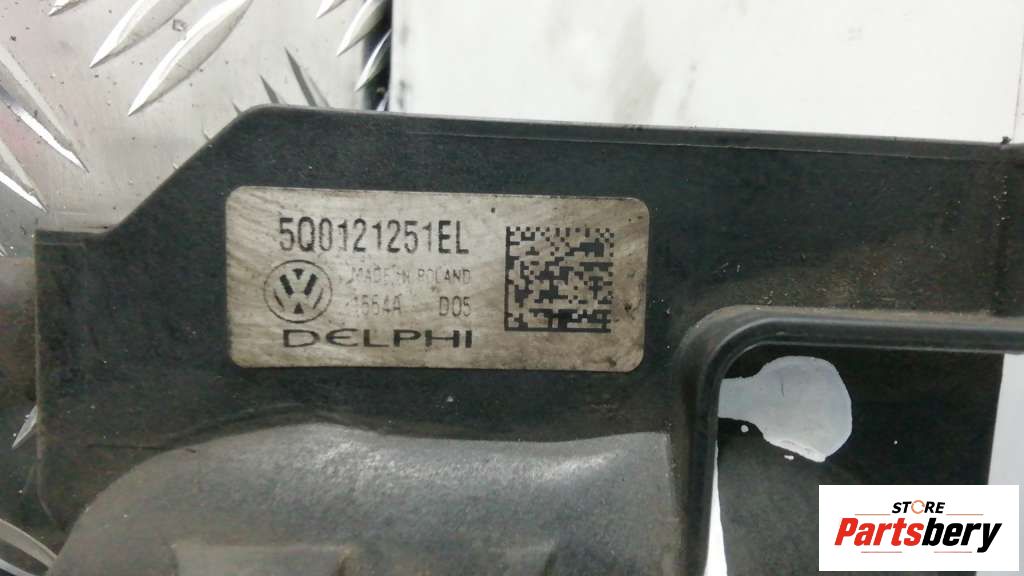 5Q0121251EL
MADE IN POLAND
1554A D05
DELPHI
STORE
Partsbery